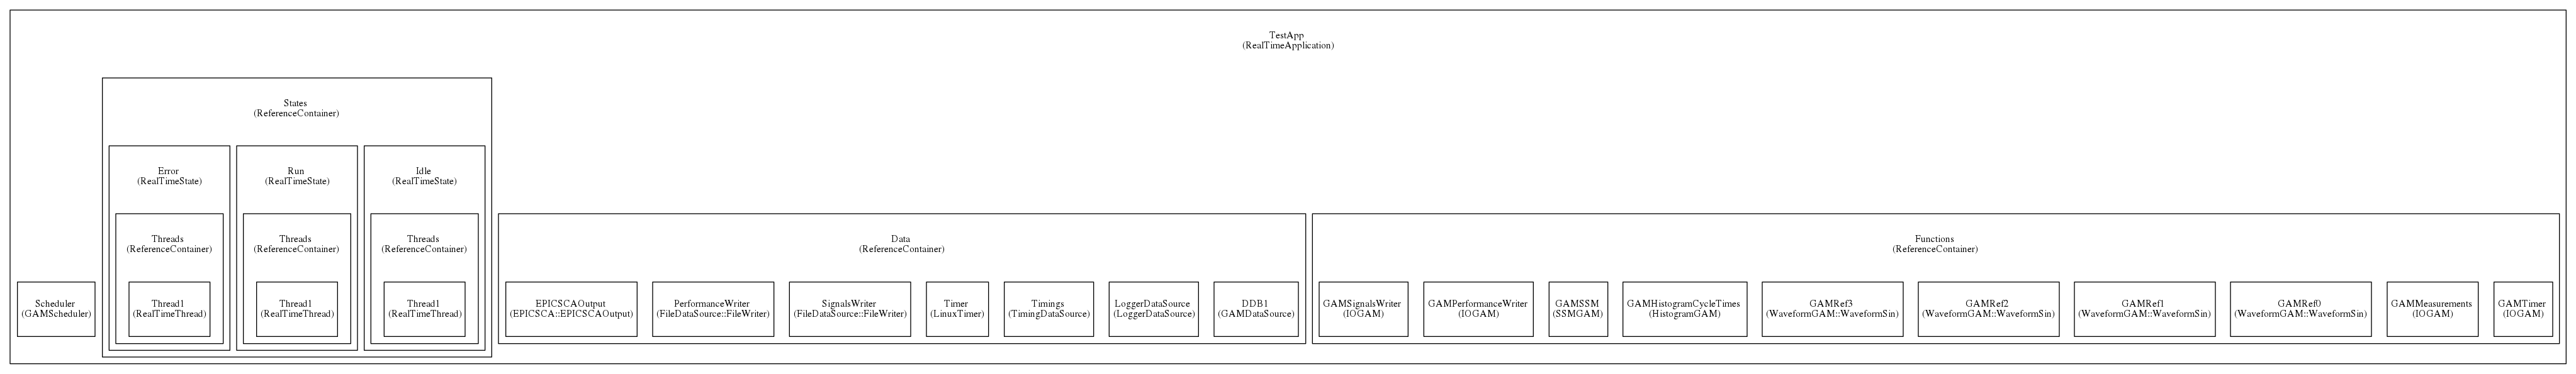 TestApp
(RealTimeApplication)
States
(ReferenceContainer)
Error
(RealTimeState)
Run
(RealTimeState)
Idle
(RealTimeState)
Threads
(ReferenceContainer)
Threads
(ReferenceContainer)
Threads
(ReferenceContainer)
Data
(ReferenceContainer)
Functions
(ReferenceContainer)
Scheduler
(GAMScheduler)
Thread1
(RealTimeThread)
Thread1
(RealTimeThread)
Thread1
(RealTimeThread)
EPICSCAOutput
(EPICSCA::EPICSCAOutput)
PerformanceWriter
(FileDataSource::FileWriter)
SignalsWriter
(FileDataSource::FileWriter)
Timer
(LinuxTimer)
Timings
(TimingDataSource)
LoggerDataSource
(LoggerDataSource)
DDB1
(GAMDataSource)
GAMSignalsWriter
(IOGAM)
GAMPerformanceWriter
(IOGAM)
GAMSSM
(SSMGAM)
GAMHistogramCycleTimes
(HistogramGAM)
GAMRef3
(WaveformGAM::WaveformSin)
GAMRef2
(WaveformGAM::WaveformSin)
GAMRef1
(WaveformGAM::WaveformSin)
GAMRef0
(WaveformGAM::WaveformSin)
GAMMeasurements
(IOGAM)
GAMTimer
(IOGAM)